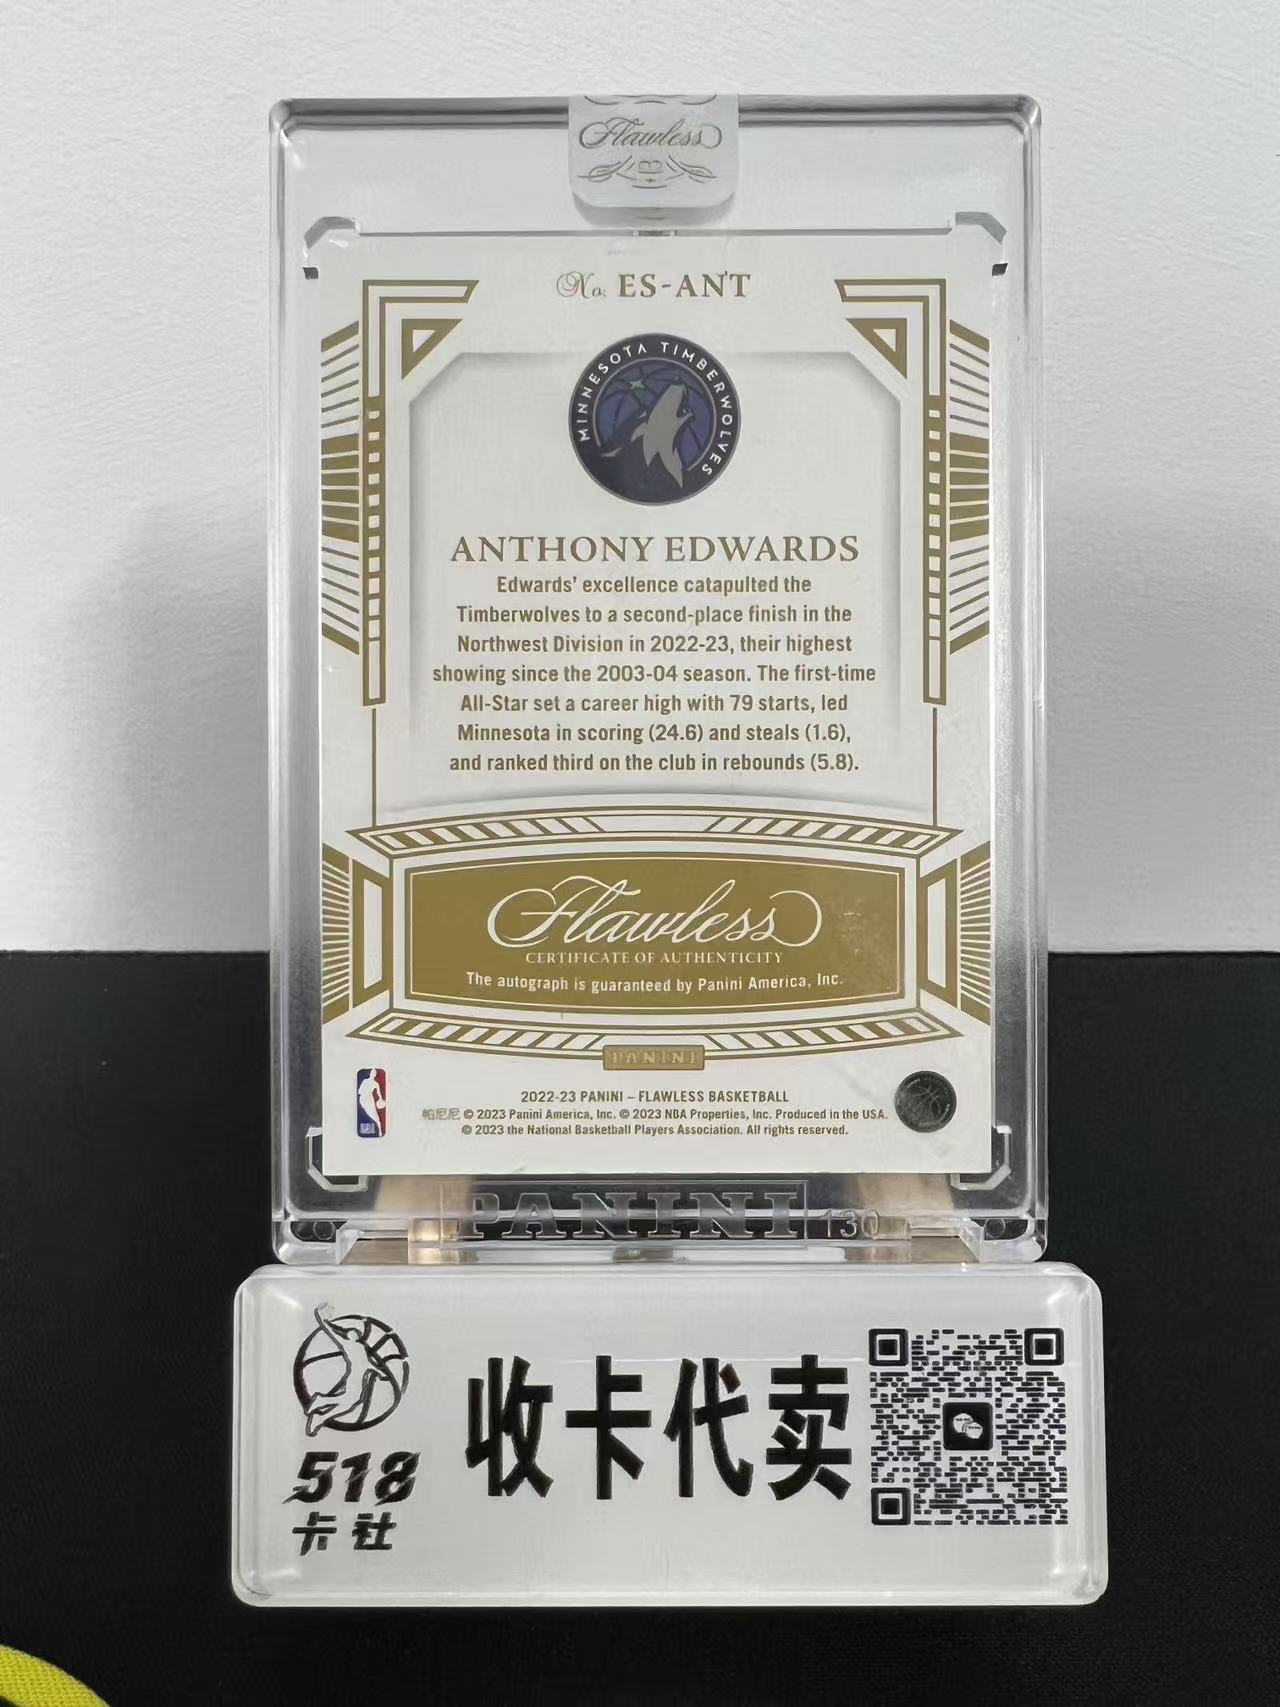 Flawless
No. ES-ANT
MINNESOTA TIMBERWOLVES
ANTHONY EDWARDS
Edwards' excellence catapulted the
Timberwolves to a second-place finish in the
Northwest Division in 2022-23, their highest
showing since the 2003-04 season. The first-time
All-Star set a career high with 79 starts, led
Minnesota in scoring (24.6) and steals (1.6),
and ranked third on the club in rebounds (5.8).
Flawless
CERTIFICATE OF AUTHENTICITY
The autograph is guaranteed by Panini America, Inc.
PANINI
2022-23 PANINI – FLAWLESS BASKETBALL
帕尼尼 © 2023 Panini America, Inc. © 2023 NBA Properties, Inc. Produced in the USA.
© 2023 the National Basketball Players Association. All rights reserved.
NBA
PANINI 130
518
卡社
收卡代卖